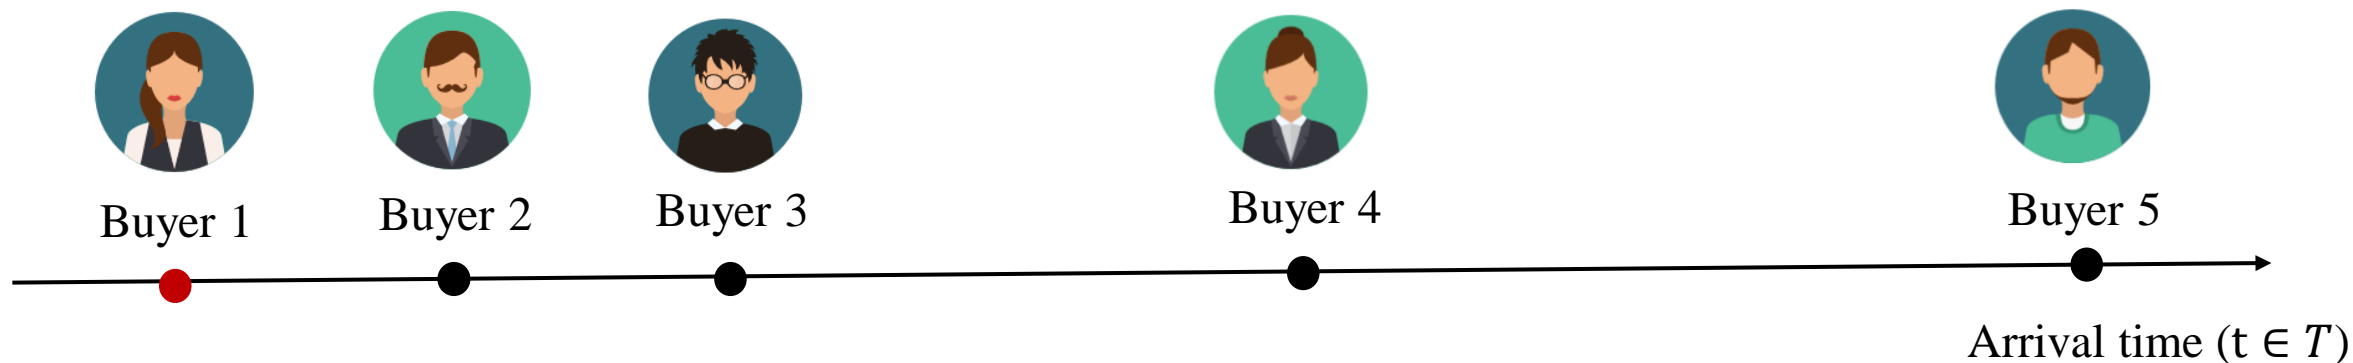 Buyer 1
Buyer 2
Buyer 3
Buyer 4
Buyer 5
Arrival time (t ∈ T)